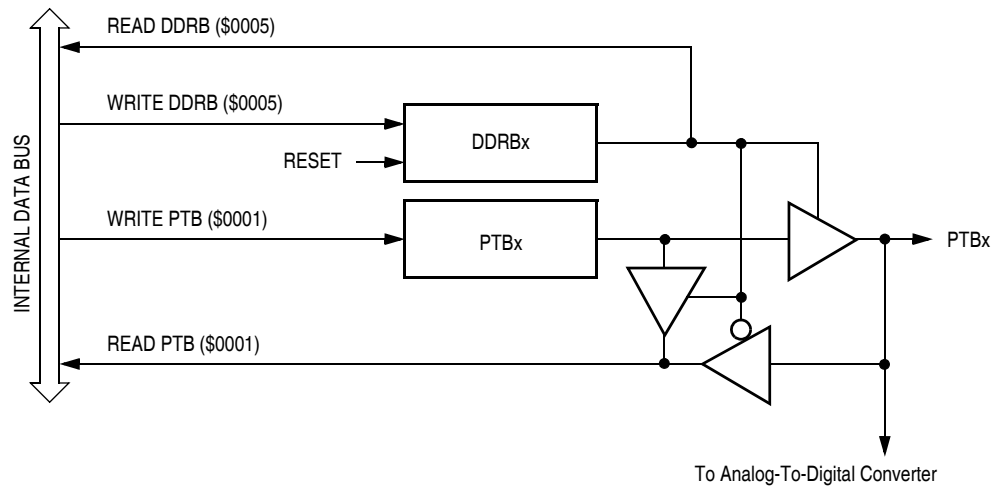 READ DDRB ($0005)
WRITE DDRB ($0005)
DDRBx
RESET
INTERNAL DATA BUS
WRITE PTB ($0001)
PTBx
PTBx
READ PTB ($0001)
To Analog-To-Digital Converter